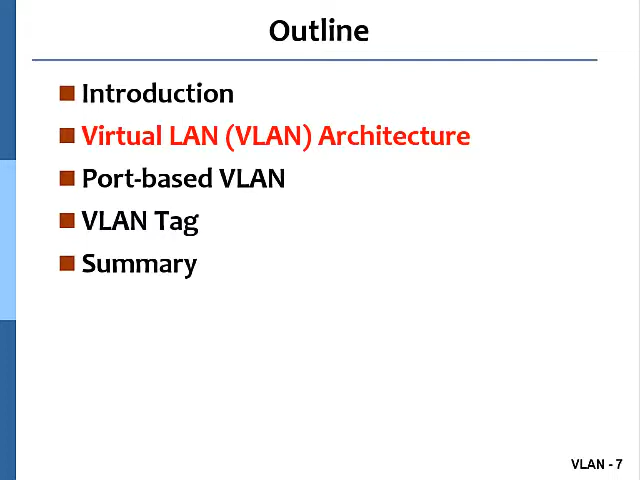 Outline
Introduction
Virtual LAN (VLAN) Architecture
Port-based VLAN
VLAN Tag
Summary
VLAN - 7